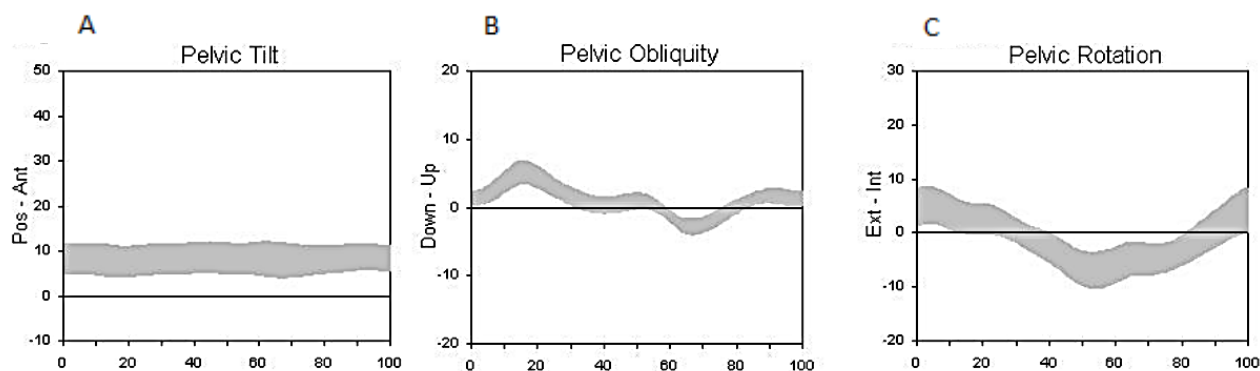 A
Pelvic Tilt
Pos - Ant
50
40
30
20
10
0
-10
0 20 40 60 80 100
B
Pelvic Obliquity
Down - Up
20
10
0
-10
-20
0 20 40 60 80 100
C
Pelvic Rotation
Ext - Int
30
20
10
0
-10
-20
0 20 40 60 80 100